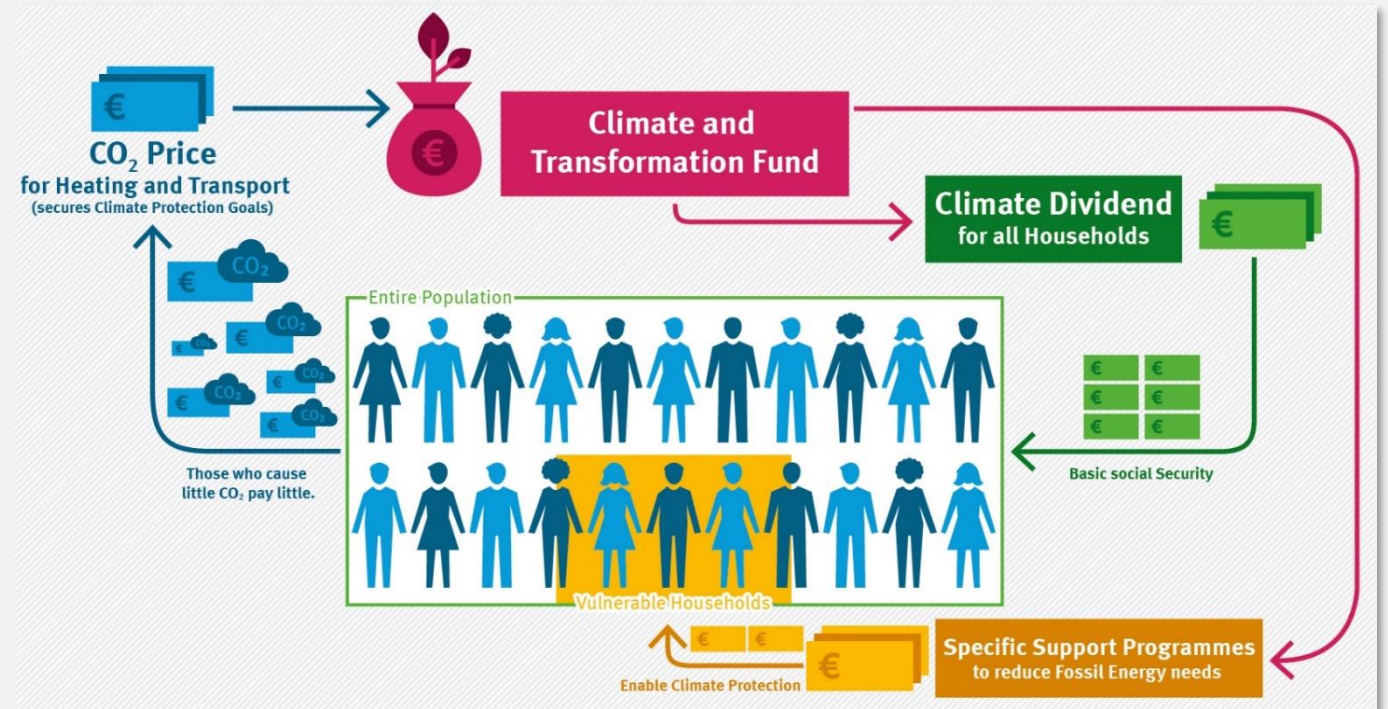 €
CO₂ Price
for Heating and Transport
(secures Climate Protection Goals)
€
Climate and
Transformation Fund
Climate Dividend
for all Households
€
€ CO₂
€ CO₂
€ CO₂
€ CO₂
€ CO₂
€ CO₂
Those who cause
little CO₂ pay little.
Entire Population
Vulnerable Households
€ €
€ €
€ €
Basic social Security
€ €
€
Enable Climate Protection
Specific Support Programmes
to reduce Fossil Energy needs